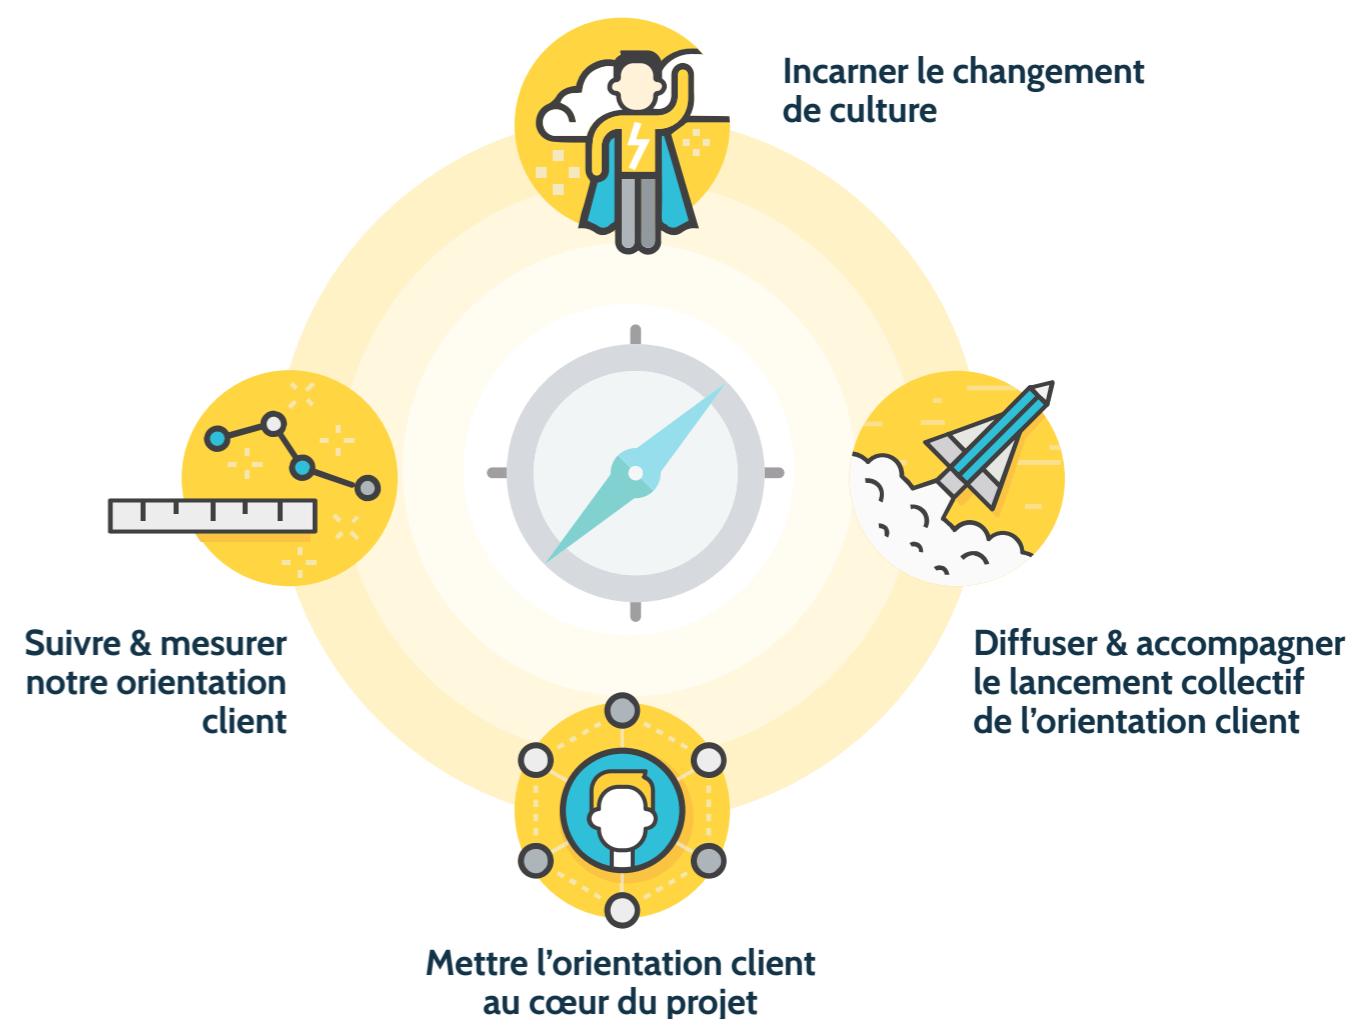 Incarner le changement
de culture
Suivre & mesurer
notre orientation
client
Diffuser & accompagner
le lancement collectif
de l’orientation client
Mettre l’orientation client
au cœur du projet